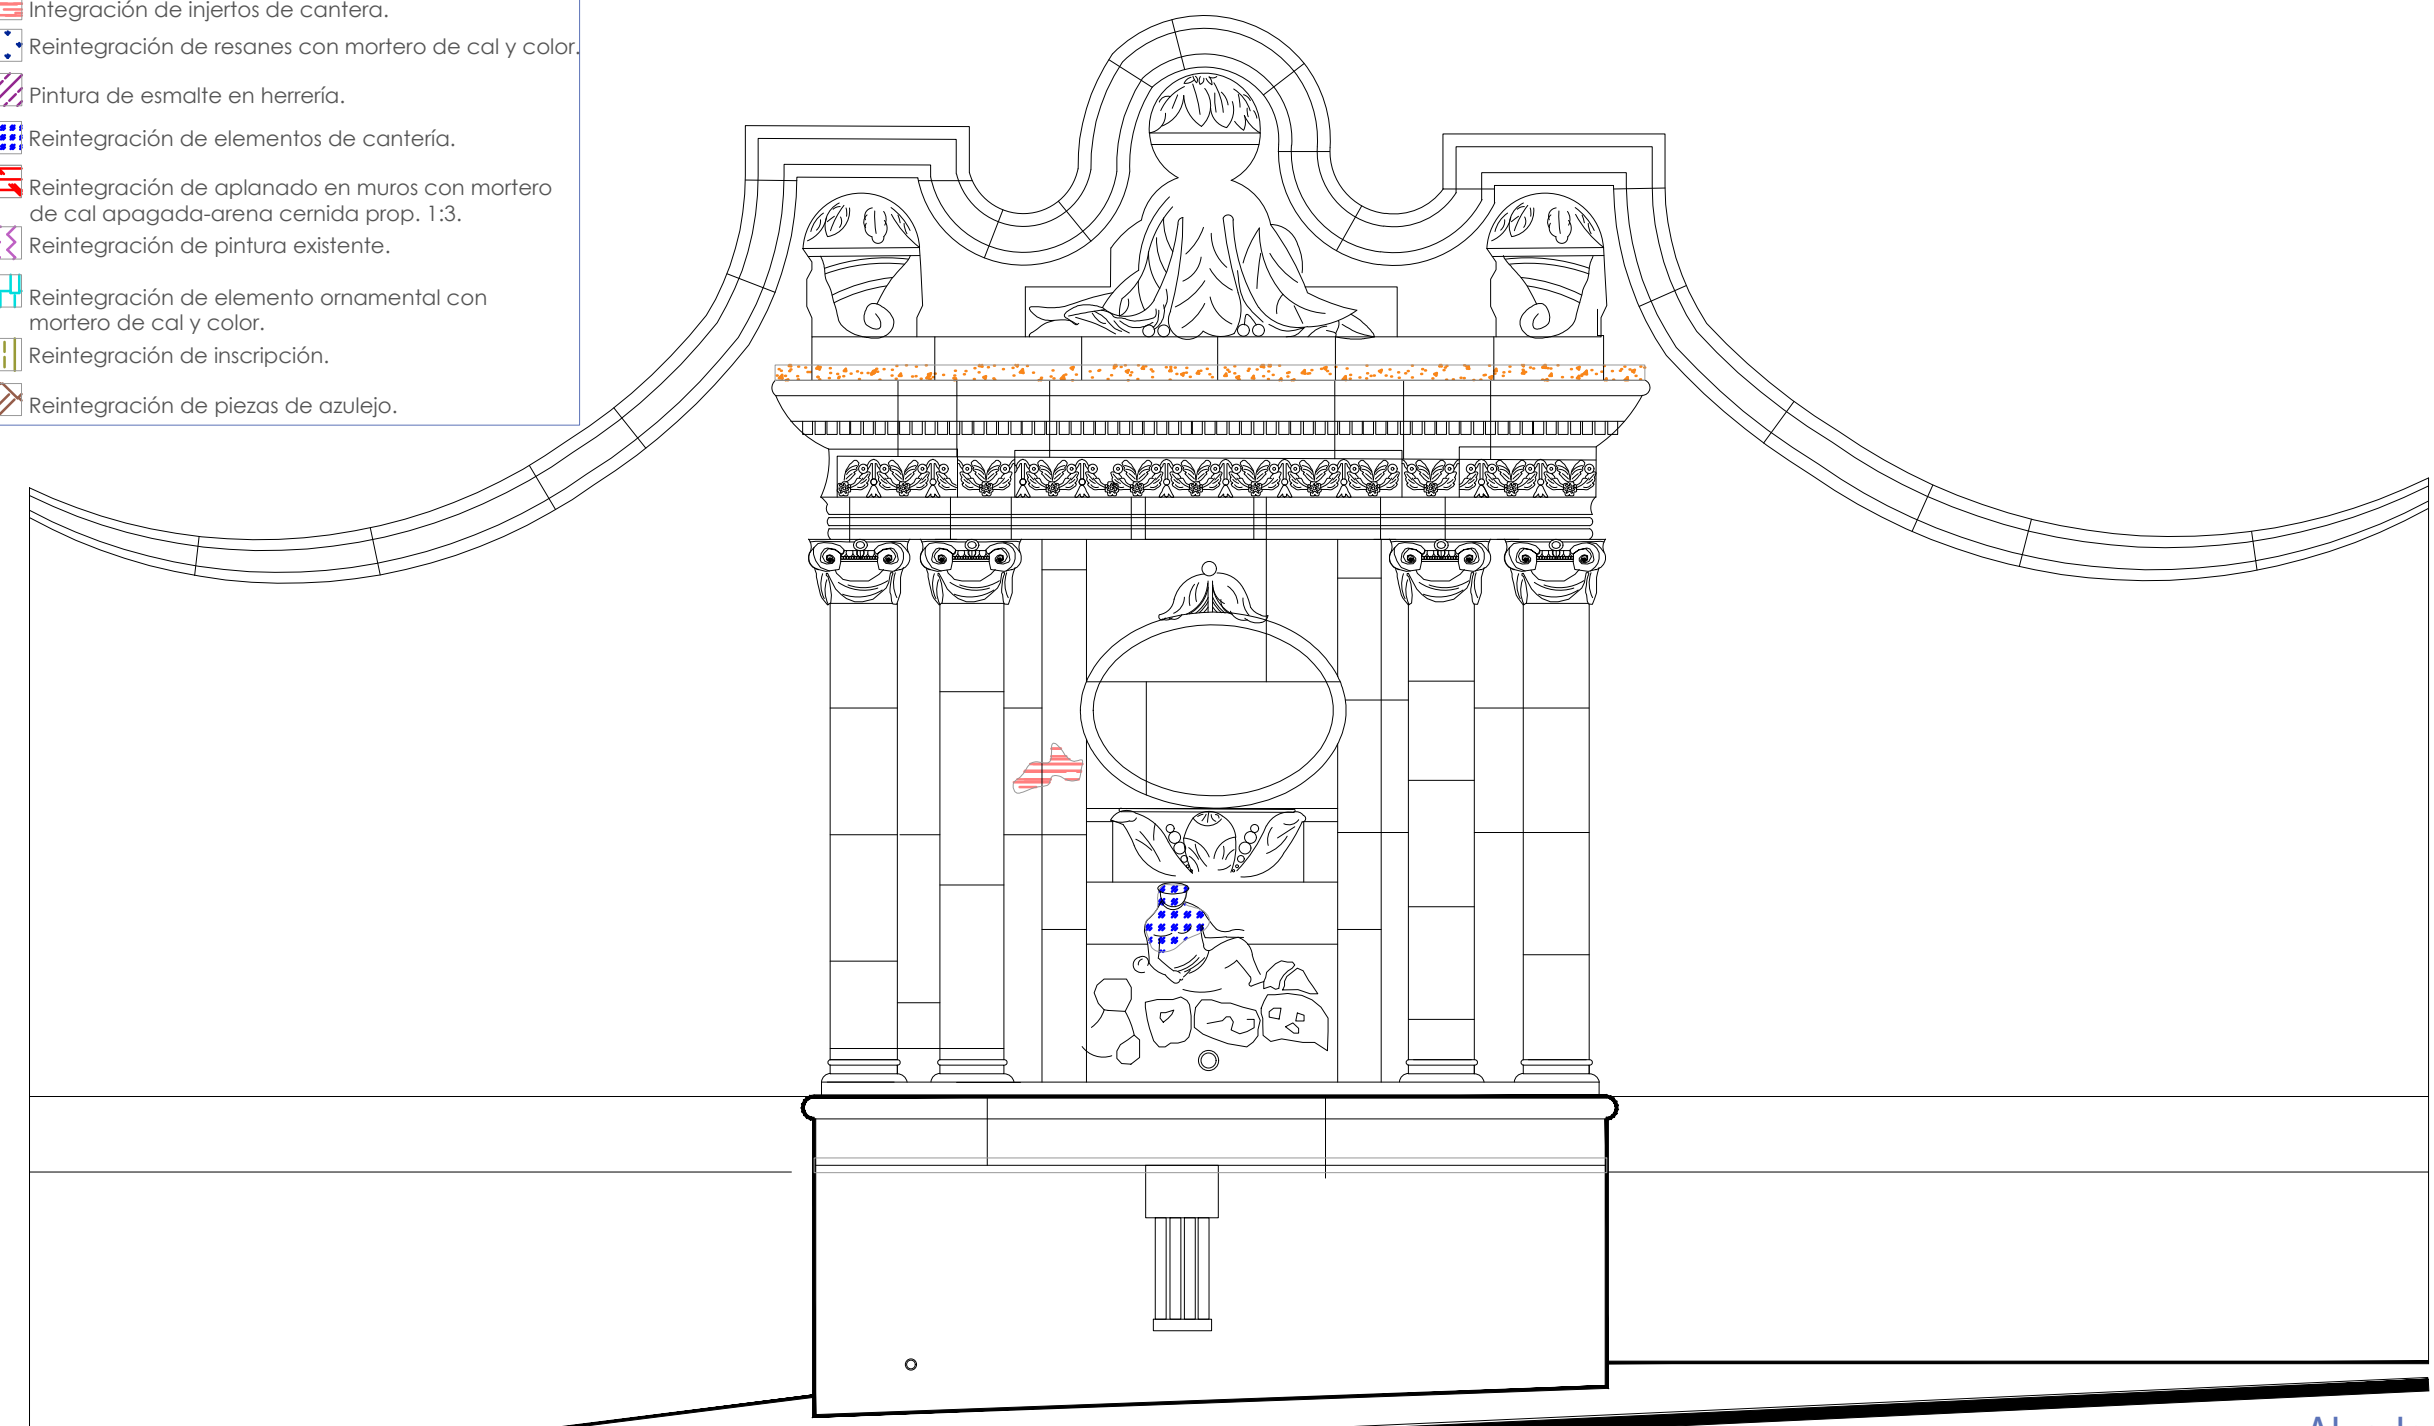 Integración de injertos de cantera.
Reintegración de resanes con mortero de cal y color.
Pintura de esmalte en herrería.
Reintegración de elementos de cantería.
Reintegración de aplanado en muros con mortero
de cal apagada-arena cernida prop. 1:3.
Reintegración de pintura existente.
Reintegración de elemento ornamental con
mortero de cal y color.
Reintegración de inscripción.
Reintegración de piezas de azulejo.